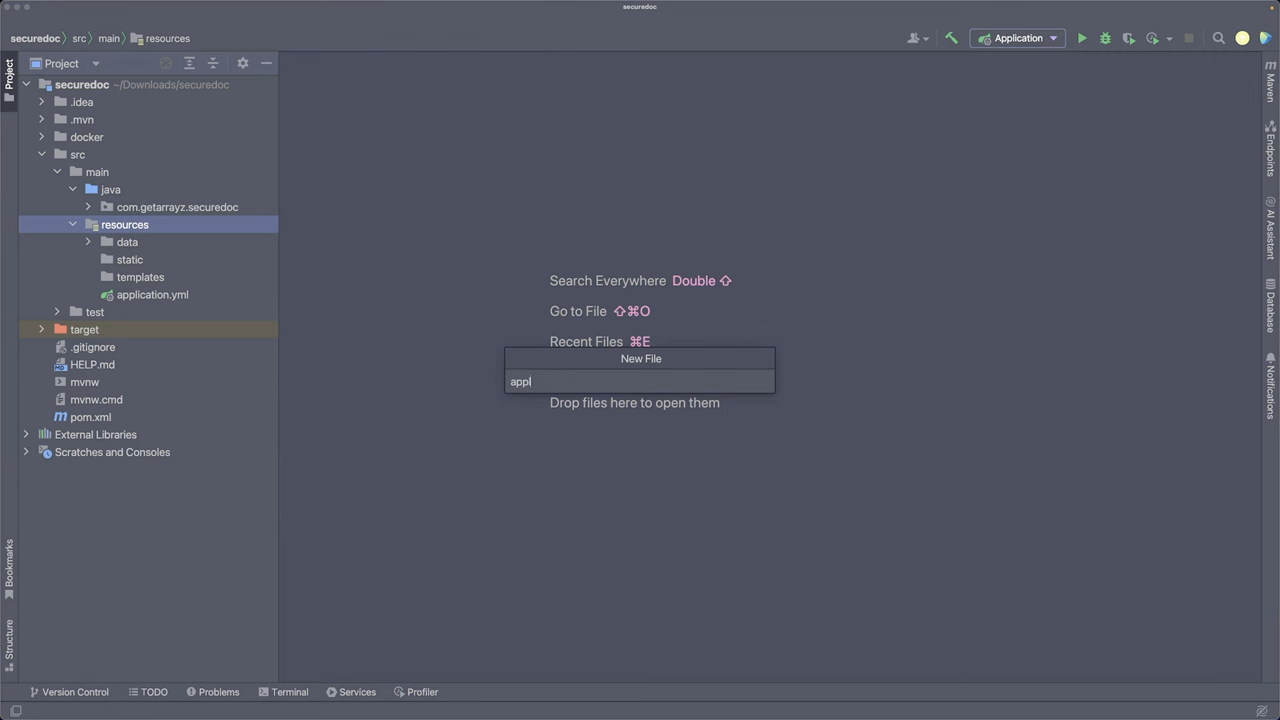 securedoc
securedoc
src
main
resources
Application
Project
securedoc ~/Downloads/securedoc
.idea
.mvn
docker
src
main
java
com.getarrayz.securedoc
resources
data
static
templates
application.yml
test
target
.gitignore
HELP.md
mvnw
mvnw.cmd
pom.xml
External Libraries
Scratches and Consoles
Project
Bookmarks
Structure
Search Everywhere Double ⇧
Go to File ⇧⌘O
Recent Files ⌘E
New File
appl
Drop files here to open them
Maven
Endpoints
AI Assistant
Database
Notifications
Version Control
TODO
Problems
Terminal
Services
Profiler